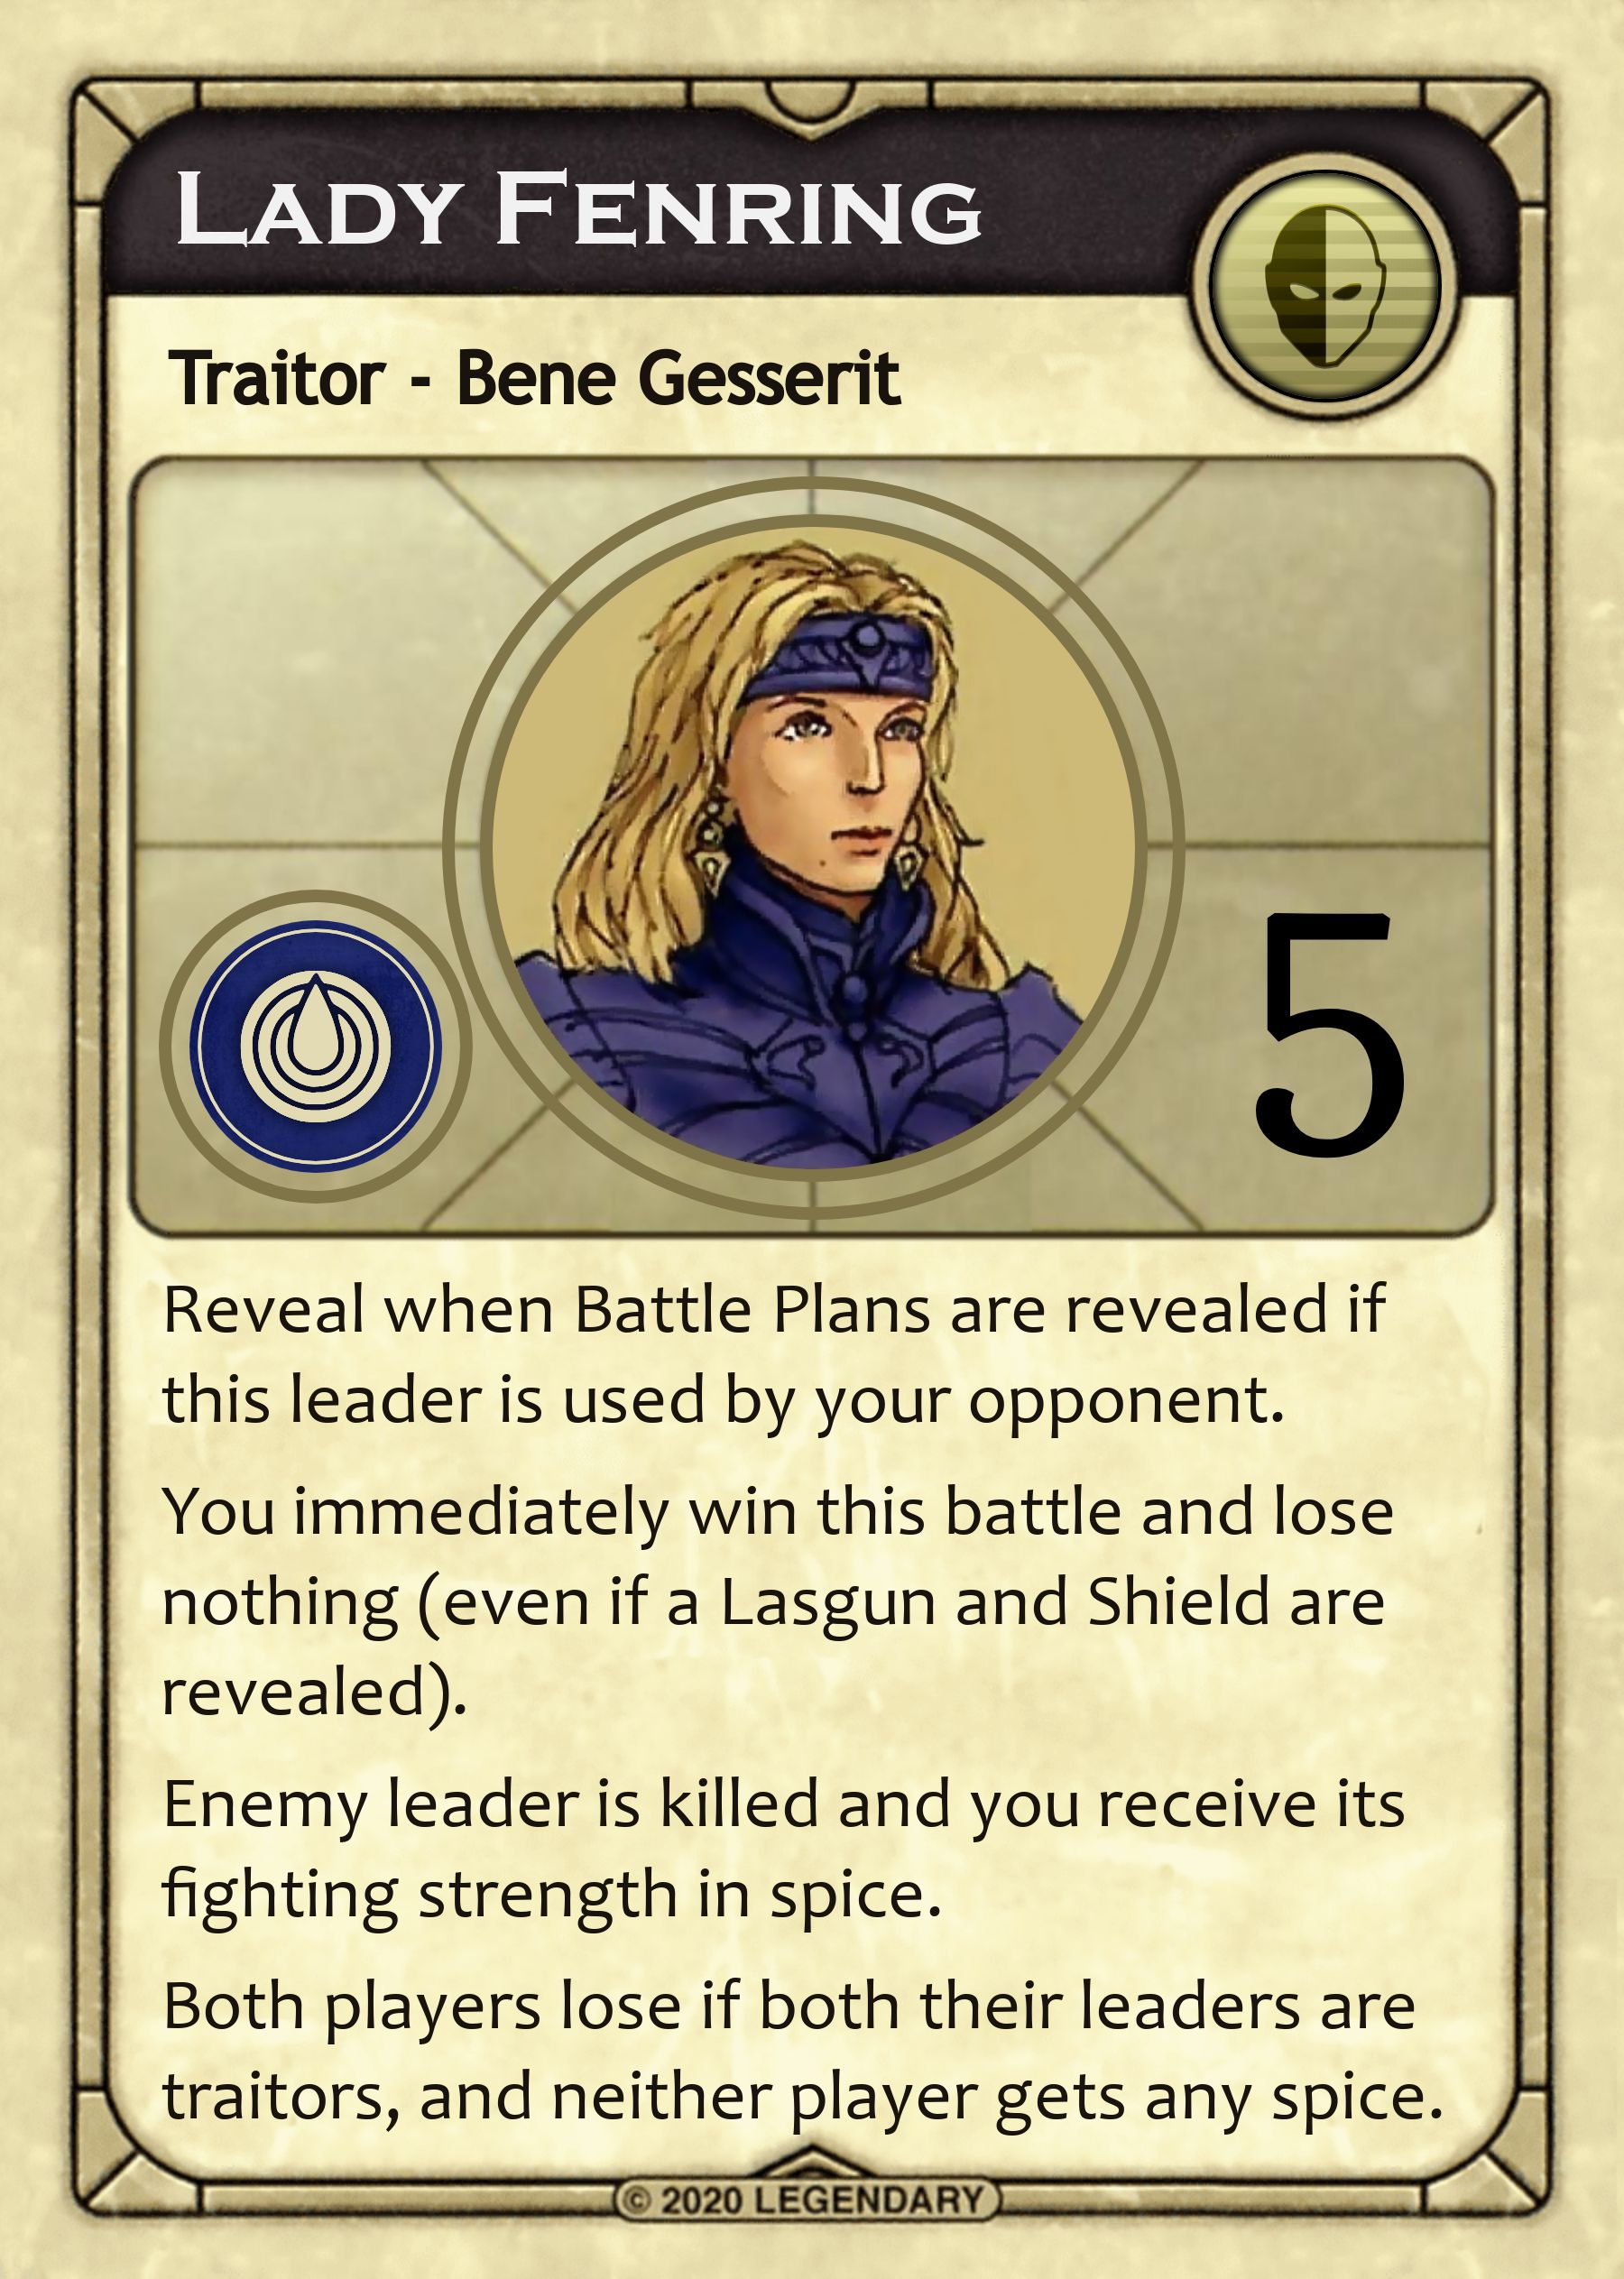 LADY FENRING
Traitor - Bene Gesserit
5
Reveal when Battle Plans are revealed if
this leader is used by your opponent.
You immediately win this battle and lose
nothing (even if a Lasgun and Shield are
revealed).
Enemy leader is killed and you receive its
fighting strength in spice.
Both players lose if both their leaders are
traitors, and neither player gets any spice.
© 2020 LEGENDARY